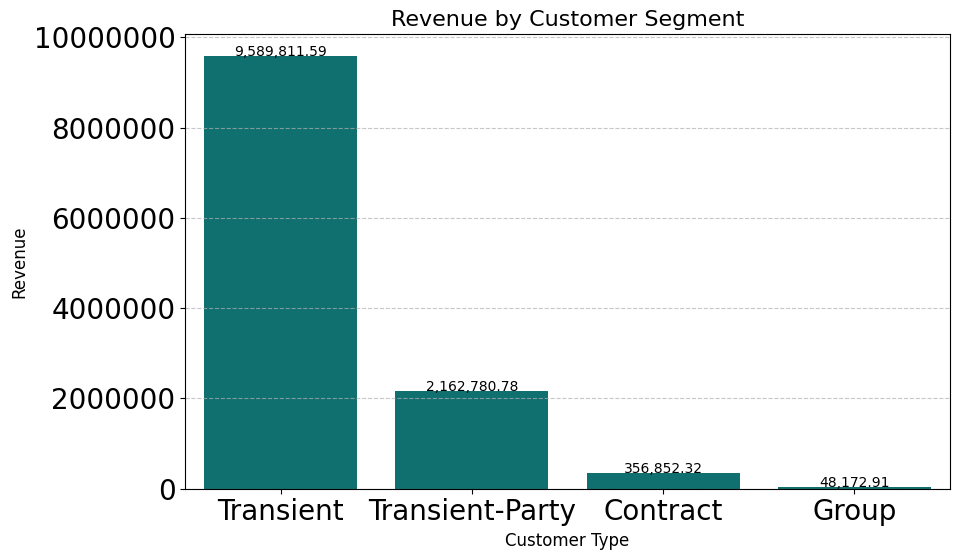 Revenue by Customer Segment
10000000
8000000
6000000
4000000
2000000
0
Revenue
9,589,811.59
2,162,780.78
356,852.32
48,172.91
Transient
Transient-Party
Contract
Group
Customer Type